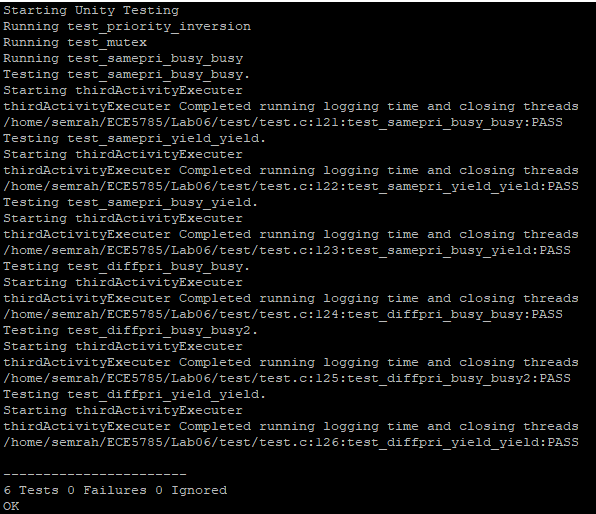 Starting Unity Testing
Running test_priority_inversion
Running test_mutex
Running test_samepri_busy_busy
Testing test_samepri_busy_busy.
Starting thirdActivityExecuter
thirdActivityExecuter Completed running logging time and closing threads
/home/semrah/ECE5785/Lab06/test/test.c:121:test_samepri_busy_busy:PASS
Testing test_samepri_yield_yield.
Starting thirdActivityExecuter
thirdActivityExecuter Completed running logging time and closing threads
/home/semrah/ECE5785/Lab06/test/test.c:122:test_samepri_yield_yield:PASS
Testing test_samepri_busy_yield.
Starting thirdActivityExecuter
thirdActivityExecuter Completed running logging time and closing threads
/home/semrah/ECE5785/Lab06/test/test.c:123:test_samepri_busy_yield:PASS
Testing test_diffpri_busy_busy.
Starting thirdActivityExecuter
thirdActivityExecuter Completed running logging time and closing threads
/home/semrah/ECE5785/Lab06/test/test.c:124:test_diffpri_busy_busy:PASS
Testing test_diffpri_busy_busy2.
Starting thirdActivityExecuter
thirdActivityExecuter Completed running logging time and closing threads
/home/semrah/ECE5785/Lab06/test/test.c:125:test_diffpri_busy_busy2:PASS
Testing test_diffpri_yield_yield.
Starting thirdActivityExecuter
thirdActivityExecuter Completed running logging time and closing threads
/home/semrah/ECE5785/Lab06/test/test.c:126:test_diffpri_yield_yield:PASS

-----------------------
6 Tests 0 Failures 0 Ignored
OK